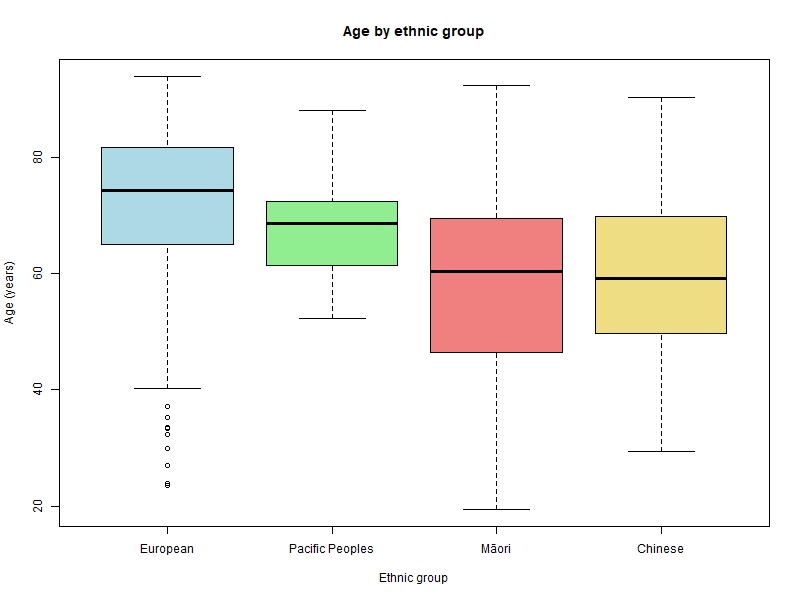 Age by ethnic group
Age (years)
80
60
40
20
European Pacific Peoples Māori Chinese
Ethnic group